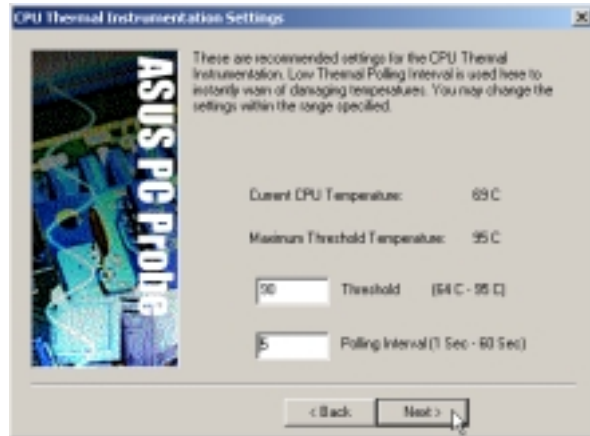 CPU Thermal Instrumentation Settings
ASUS PC Probe
These are recommended settings for the CPU Thermal
Instrumentation. Low Thermal Polling Interval is used here to
instantly warn of damaging temperatures. You may change the
settings within the range specified.
Current CPU Temperature: 69 C
Maximum Threshold Temperature: 95 C
90 Threshold (64 C - 95 C)
5 Polling Interval (1 Sec - 60 Sec)
< Back Next >